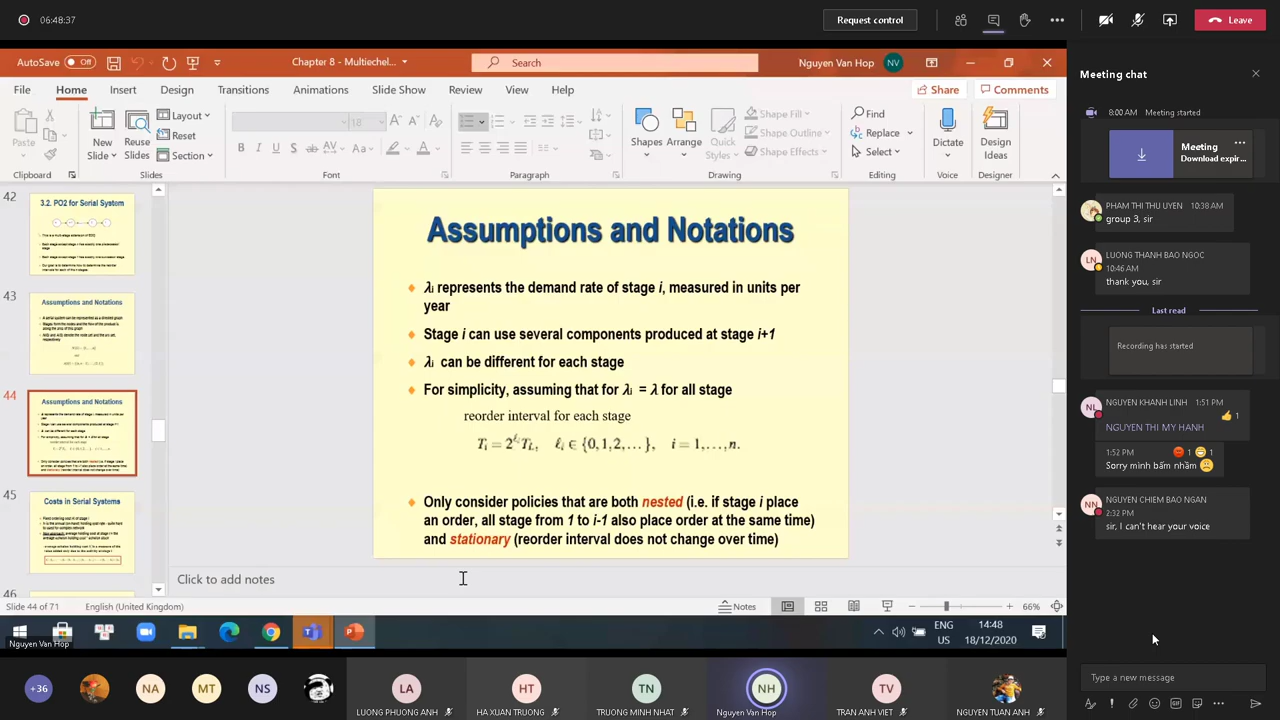 06:48:37
Request control
Leave
AutoSave
Off
Chapter 8 - Multiechel...
Search
Nguyen Van Hop
NV
File
Home
Insert
Design
Transitions
Animations
Slide Show
Review
View
Help
Share
Comments
Paste
New
Slide
Reuse
Slides
Layout
Reset
Section
18
Shapes
Arrange
Quick
Styles
Shape Fill
Shape Outline
Shape Effects
Find
Replace
Select
Dictate
Design
Ideas
Clipboard
Slides
Font
Paragraph
Drawing
Editing
Voice
Designer
42
3.2. PO2 for Serial System
43
Assumptions and Notations
44
Assumptions and Notations
45
Costs in Serial Systems
Assumptions and Notations
λi represents the demand rate of stage i, measured in units per
year
Stage i can use several components produced at stage i+1
λi can be different for each stage
For simplicity, assuming that for λi = λ for all stage
reorder interval for each stage
Ti = 2^ℓi TL, ℓi ∈ {0,1,2,...}, i = 1,...,n.
Only consider policies that are both nested (i.e. if stage i place
an order, all stage from 1 to i-1 also place order at the same time)
and stationary (reorder interval does not change over time)
Click to add notes
Slide 44 of 71
English (United Kingdom)
Notes
66%
Nguyen Van Hop
ENG
US
14:48
18/12/2020
+36
NA
MT
NS
LA
LUONG PHUONG ANH
HT
HA XUAN TRUONG
TN
TRUONG MINH NHAT
NH
Nguyen Van Hop
TV
TRAN ANH VIET
NGUYEN TUAN ANH
Meeting chat
8:00 AM Meeting started
Meeting
Download expir...
PHAM THI THU UYEN 10:38 AM
group 3, sir
LN
LUONG THANH BAO NGOC
10:46 AM
thank you, sir
Last read
Recording has started
NL
NGUYEN KHANH LINH 1:51 PM
1
NGUYEN THI MY HANH
1:52 PM
1
1
Sorry mình bấm nhầm
NN
NGUYEN CHIEM BAO NGAN
2:32 PM
sir, I can't hear your voice
Type a new message